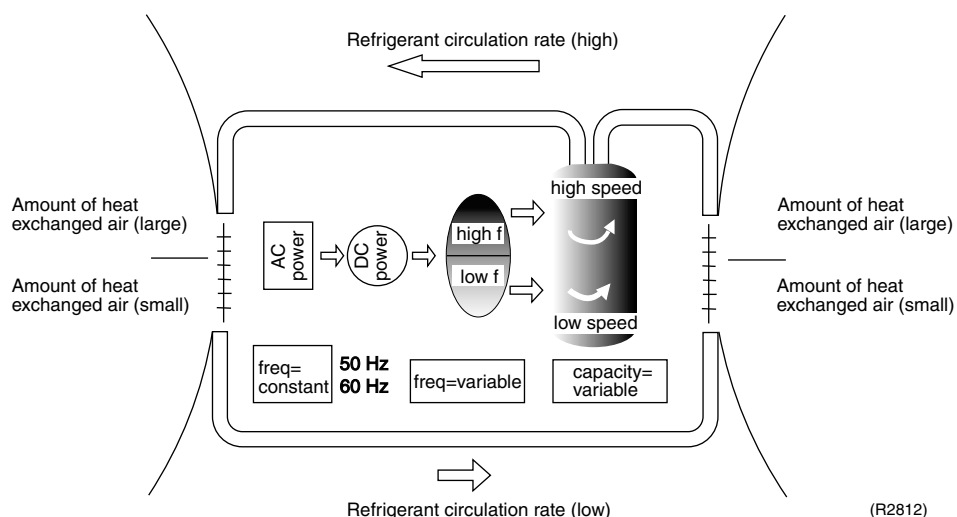 Refrigerant circulation rate (high)
high speed
Amount of heat
exchanged air (large)
Amount of heat
exchanged air (large)
AC
power
DC
power
high f
low f
Amount of heat
exchanged air (small)
Amount of heat
exchanged air (small)
low speed
freq=
constant
50 Hz
60 Hz
freq=variable
capacity=
variable
Refrigerant circulation rate (low)
(R2812)